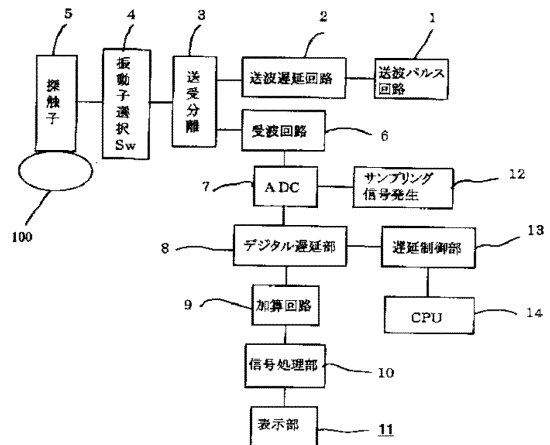 5
4
3
2
1
探触子
振動子選択Sw
送受分離
送波遅延回路
送波パルス
回路
受波回路
6
100
7
ADC
サンプリング
信号発生
12
8
デジタル遅延部
遅延制御部
13
9
加算回路
CPU
14
信号処理部
10
表示部
11